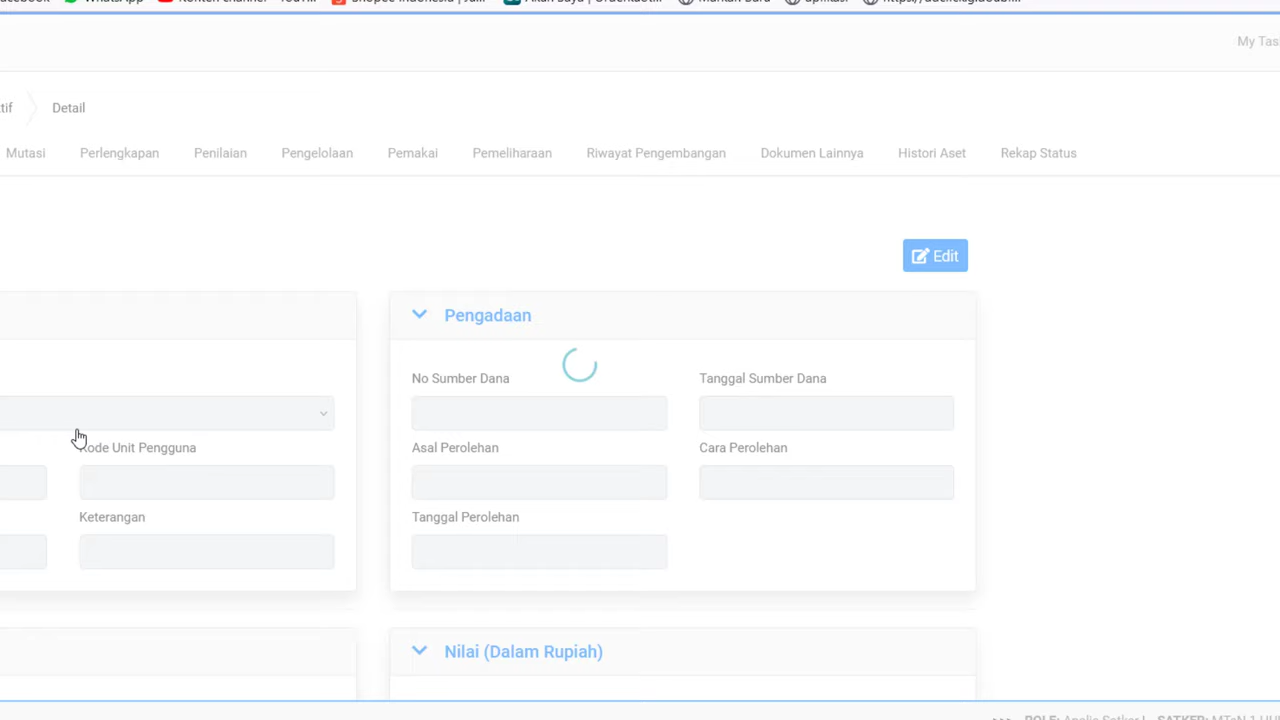 WhatsApp
My Tas
tif
Detail
Mutasi
Perlengkapan
Penilaian
Pengelolaan
Pemakai
Pemeliharaan
Riwayat Pengembangan
Dokumen Lainnya
Histori Aset
Rekap Status
Edit
Pengadaan
No Sumber Dana
Tanggal Sumber Dana
Kode Unit Pengguna
Asal Perolehan
Cara Perolehan
Keterangan
Tanggal Perolehan
Nilai (Dalam Rupiah)